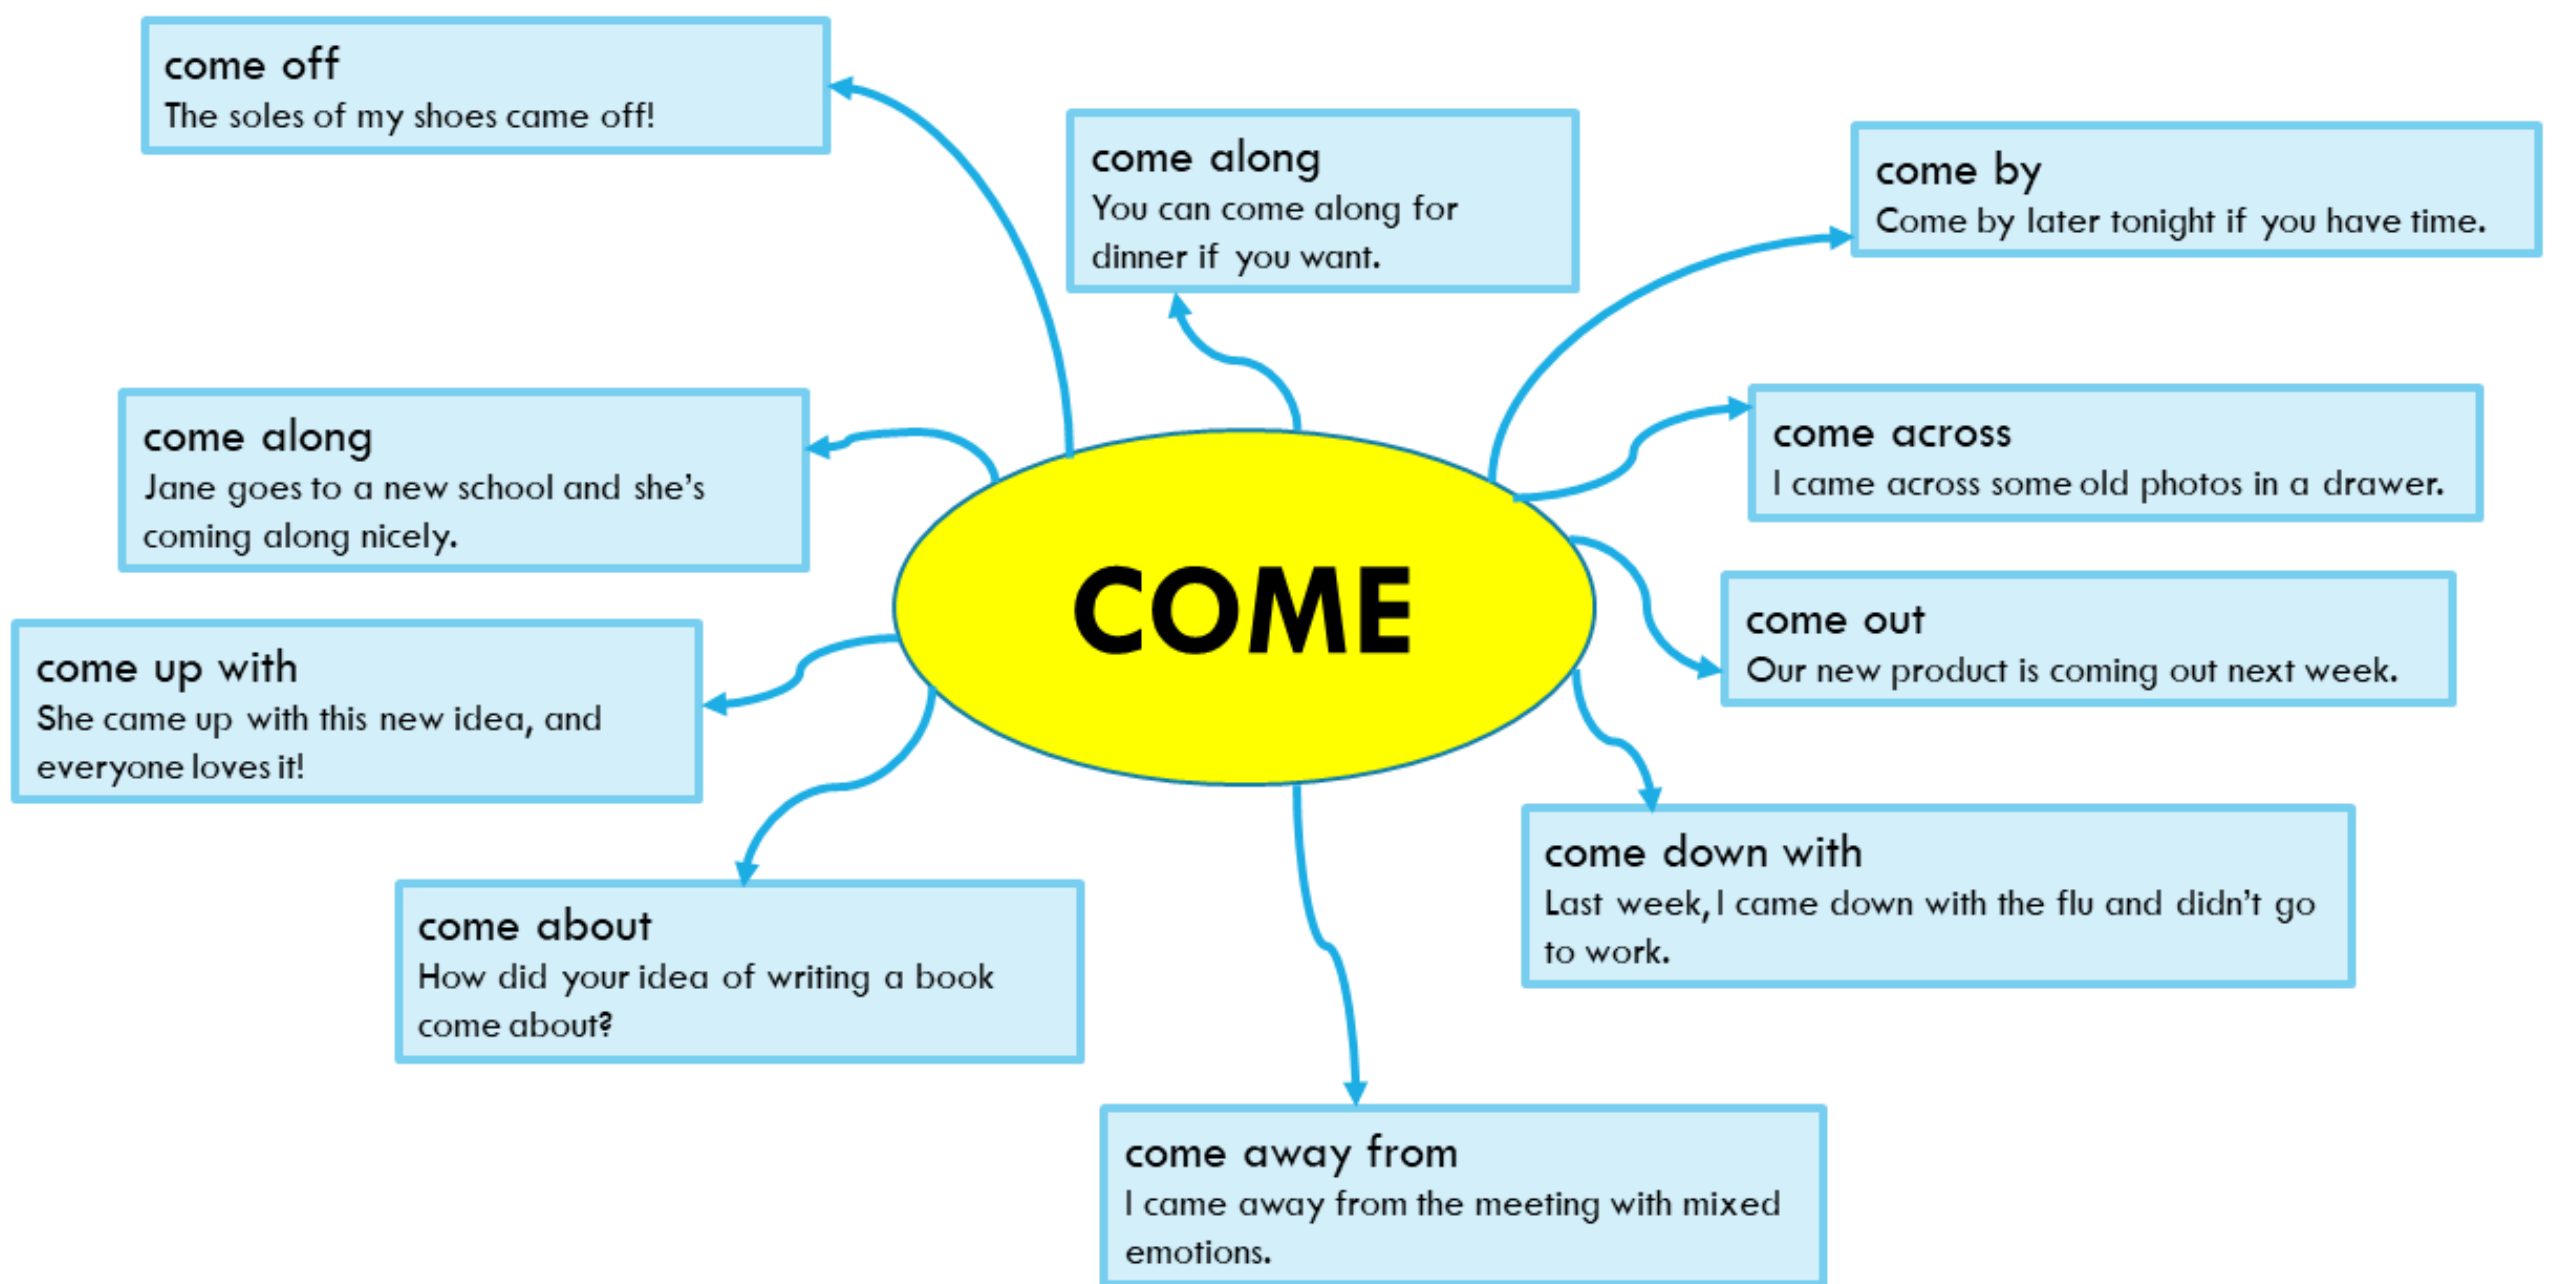 come off
The soles of my shoes came off!
come along
You can come along for
dinner if you want.
come by
Come by later tonight if you have time.
come along
Jane goes to a new school and she's
coming along nicely.
come across
I came across some old photos in a drawer.
COME
come out
Our new product is coming out next week.
come up with
She came up with this new idea, and
everyone loves it!
come down with
Last week, I came down with the flu and didn't go
to work.
come about
How did your idea of writing a book
come about?
come away from
I came away from the meeting with mixed
emotions.